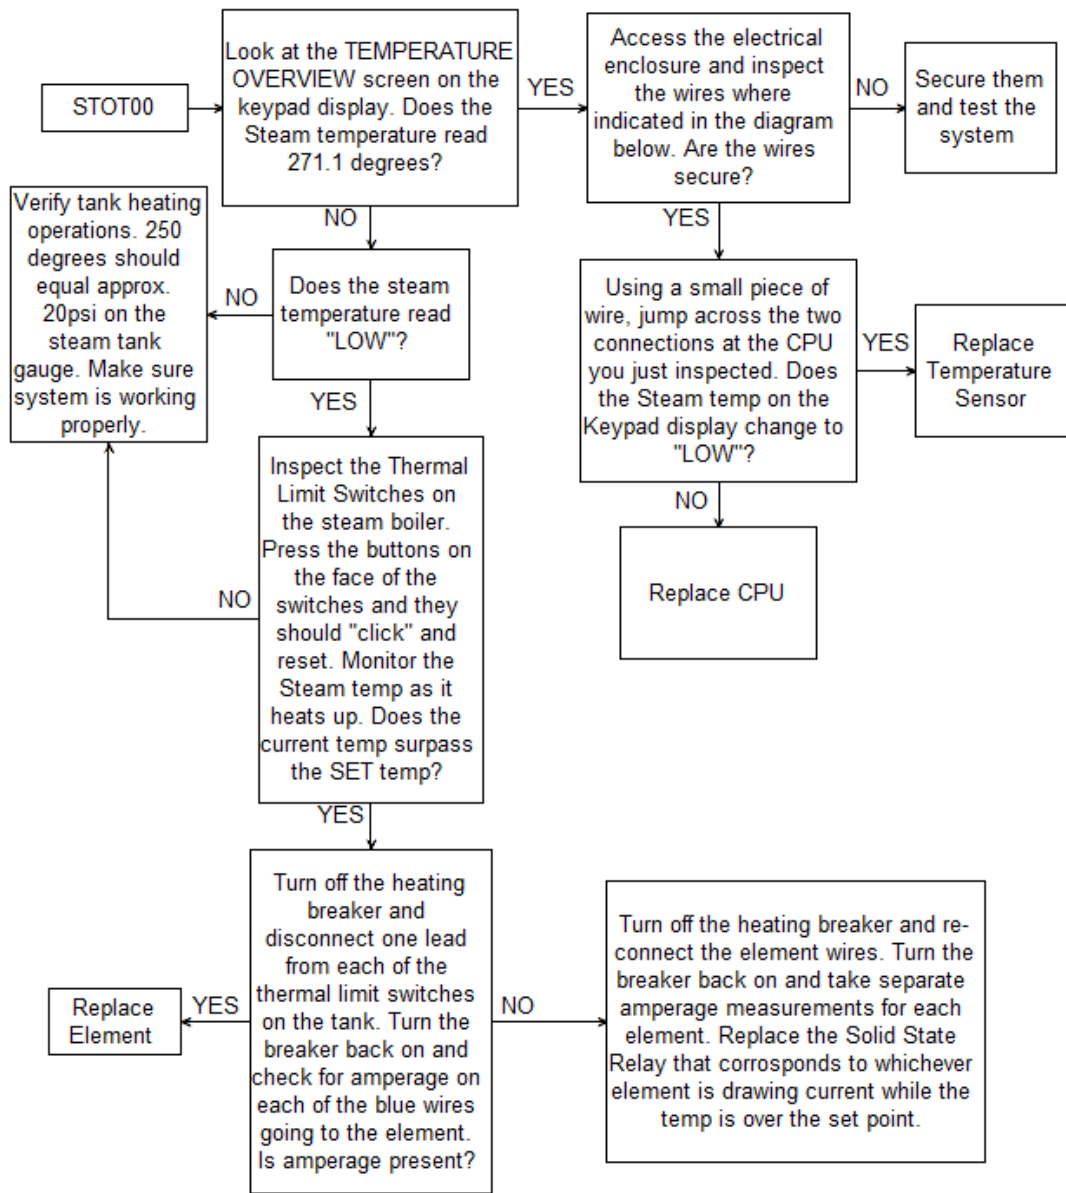 STOT00
Look at the TEMPERATURE
OVERVIEW screen on the
keypad display. Does the
Steam temperature read
271.1 degrees?
YES
Access the electrical
enclosure and inspect
the wires where
indicated in the diagram
below. Are the wires
secure?
NO
Secure them
and test the
system
NO
YES
Verify tank heating
operations. 250
degrees should
equal approx.
20psi on the
steam tank
gauge. Make sure
system is working
properly.
NO
Does the steam
temperature read
"LOW"?
Using a small piece of
wire, jump across the two
connections at the CPU
you just inspected. Does
the Steam temp on the
Keypad display change to
"LOW"?
YES
Replace
Temperature
Sensor
YES
NO
Replace CPU
Inspect the Thermal
Limit Switches on
the steam boiler.
Press the buttons on
the face of the
switches and they
should "click" and
reset. Monitor the
Steam temp as it
heats up. Does the
current temp surpass
the SET temp?
NO
YES
Turn off the heating
breaker and
disconnect one lead
from each of the
thermal limit switches
on the tank. Turn the
breaker back on and
check for amperage on
each of the blue wires
going to the element.
Is amperage present?
YES
Replace
Element
NO
Turn off the heating breaker and re-
connect the element wires. Turn the
breaker back on and take separate
amperage measurements for each
element. Replace the Solid State
Relay that corrosponds to whichever
element is drawing current while the
temp is over the set point.